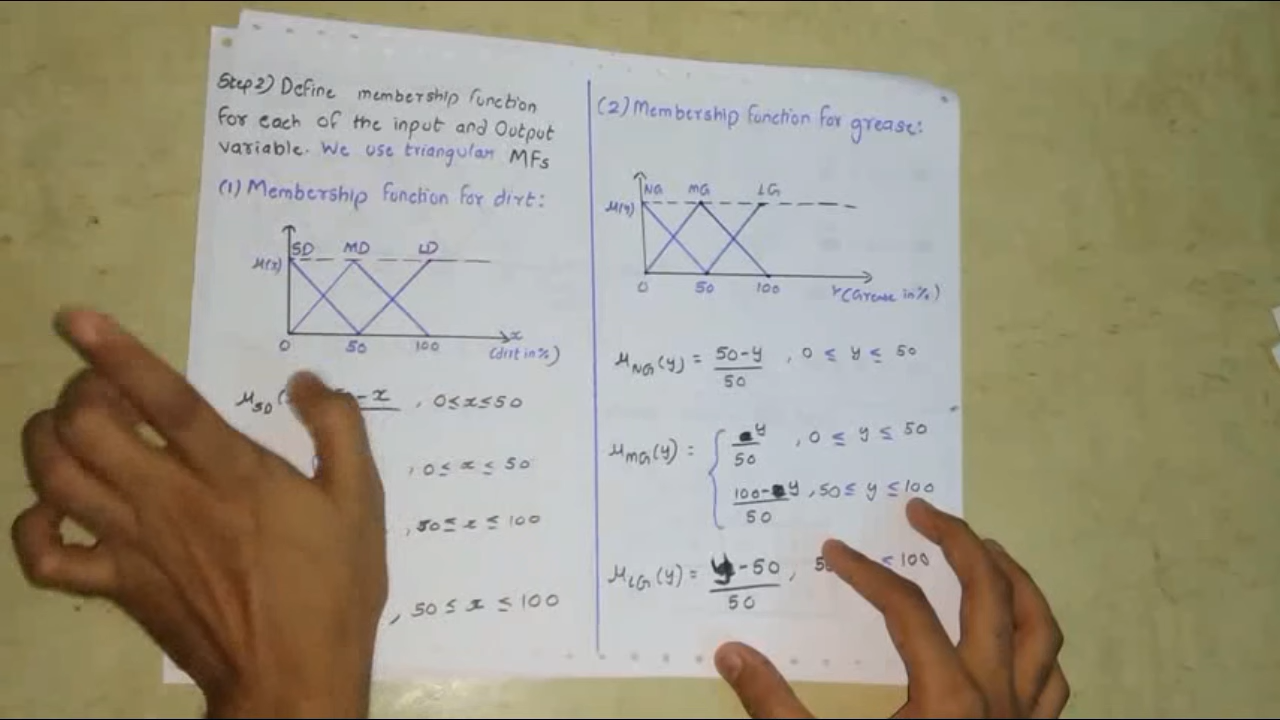 Step2) Define membership function
for each of the input and Output
variable. We use triangular MFs
(1) Membership function for dirt:
SD MD LD
μ(x)
0 50 100
x
(dirt in %)
μSD ( - x , 0≤x≤50
, 0≤ x ≤ 50
, 50≤ x ≤ 100
, 50 ≤ x ≤ 100
(2) Membership function for grease:
NG MG LG
μ(y)
0 50 100
Y(Grease in %)
μNG (y) = 50-y , 0 ≤ y ≤ 50
50
μMG (y) = y , 0 ≤ y ≤ 50
50
100- y , 50 ≤ y ≤ 100
50
μLG (y) = y - 50 , ≤ 100
50